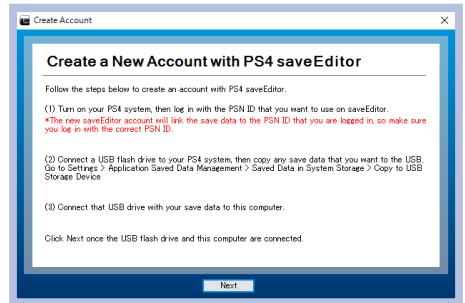 Create Account
Create a New Account with PS4 saveEditor
Follow the steps below to create an account with PS4 saveEditor.
(1) Turn on your PS4 system, then log in with the PSN ID that you want to use on saveEditor.
*The new saveEditor account will link the save data to the PSN ID that you are logged in, so make sure
you log in with the correct PSN ID.
(2) Connect a USB flash drive to your PS4 system, then copy any save data that you want to the USB.
Go to Settings > Application Saved Data Management > Saved Data in System Storage > Copy to USB
Storage Device
(3) Connect that USB drive with your save data to this computer.
Click Next once the USB flash drive and this computer are connected.
Next